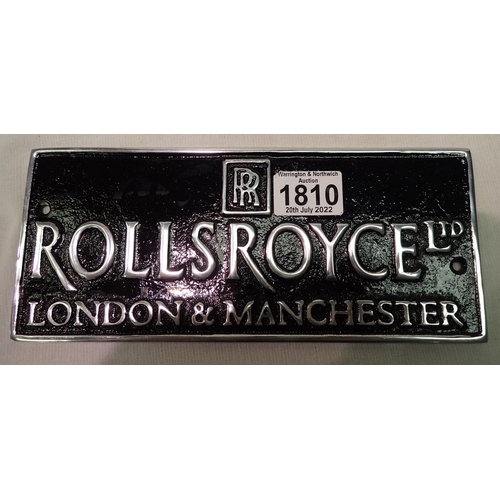 RR
Warrington & Northwich
Auction
1810
20th July 2022
ROLLSROYCE LTD
LONDON & MANCHESTER